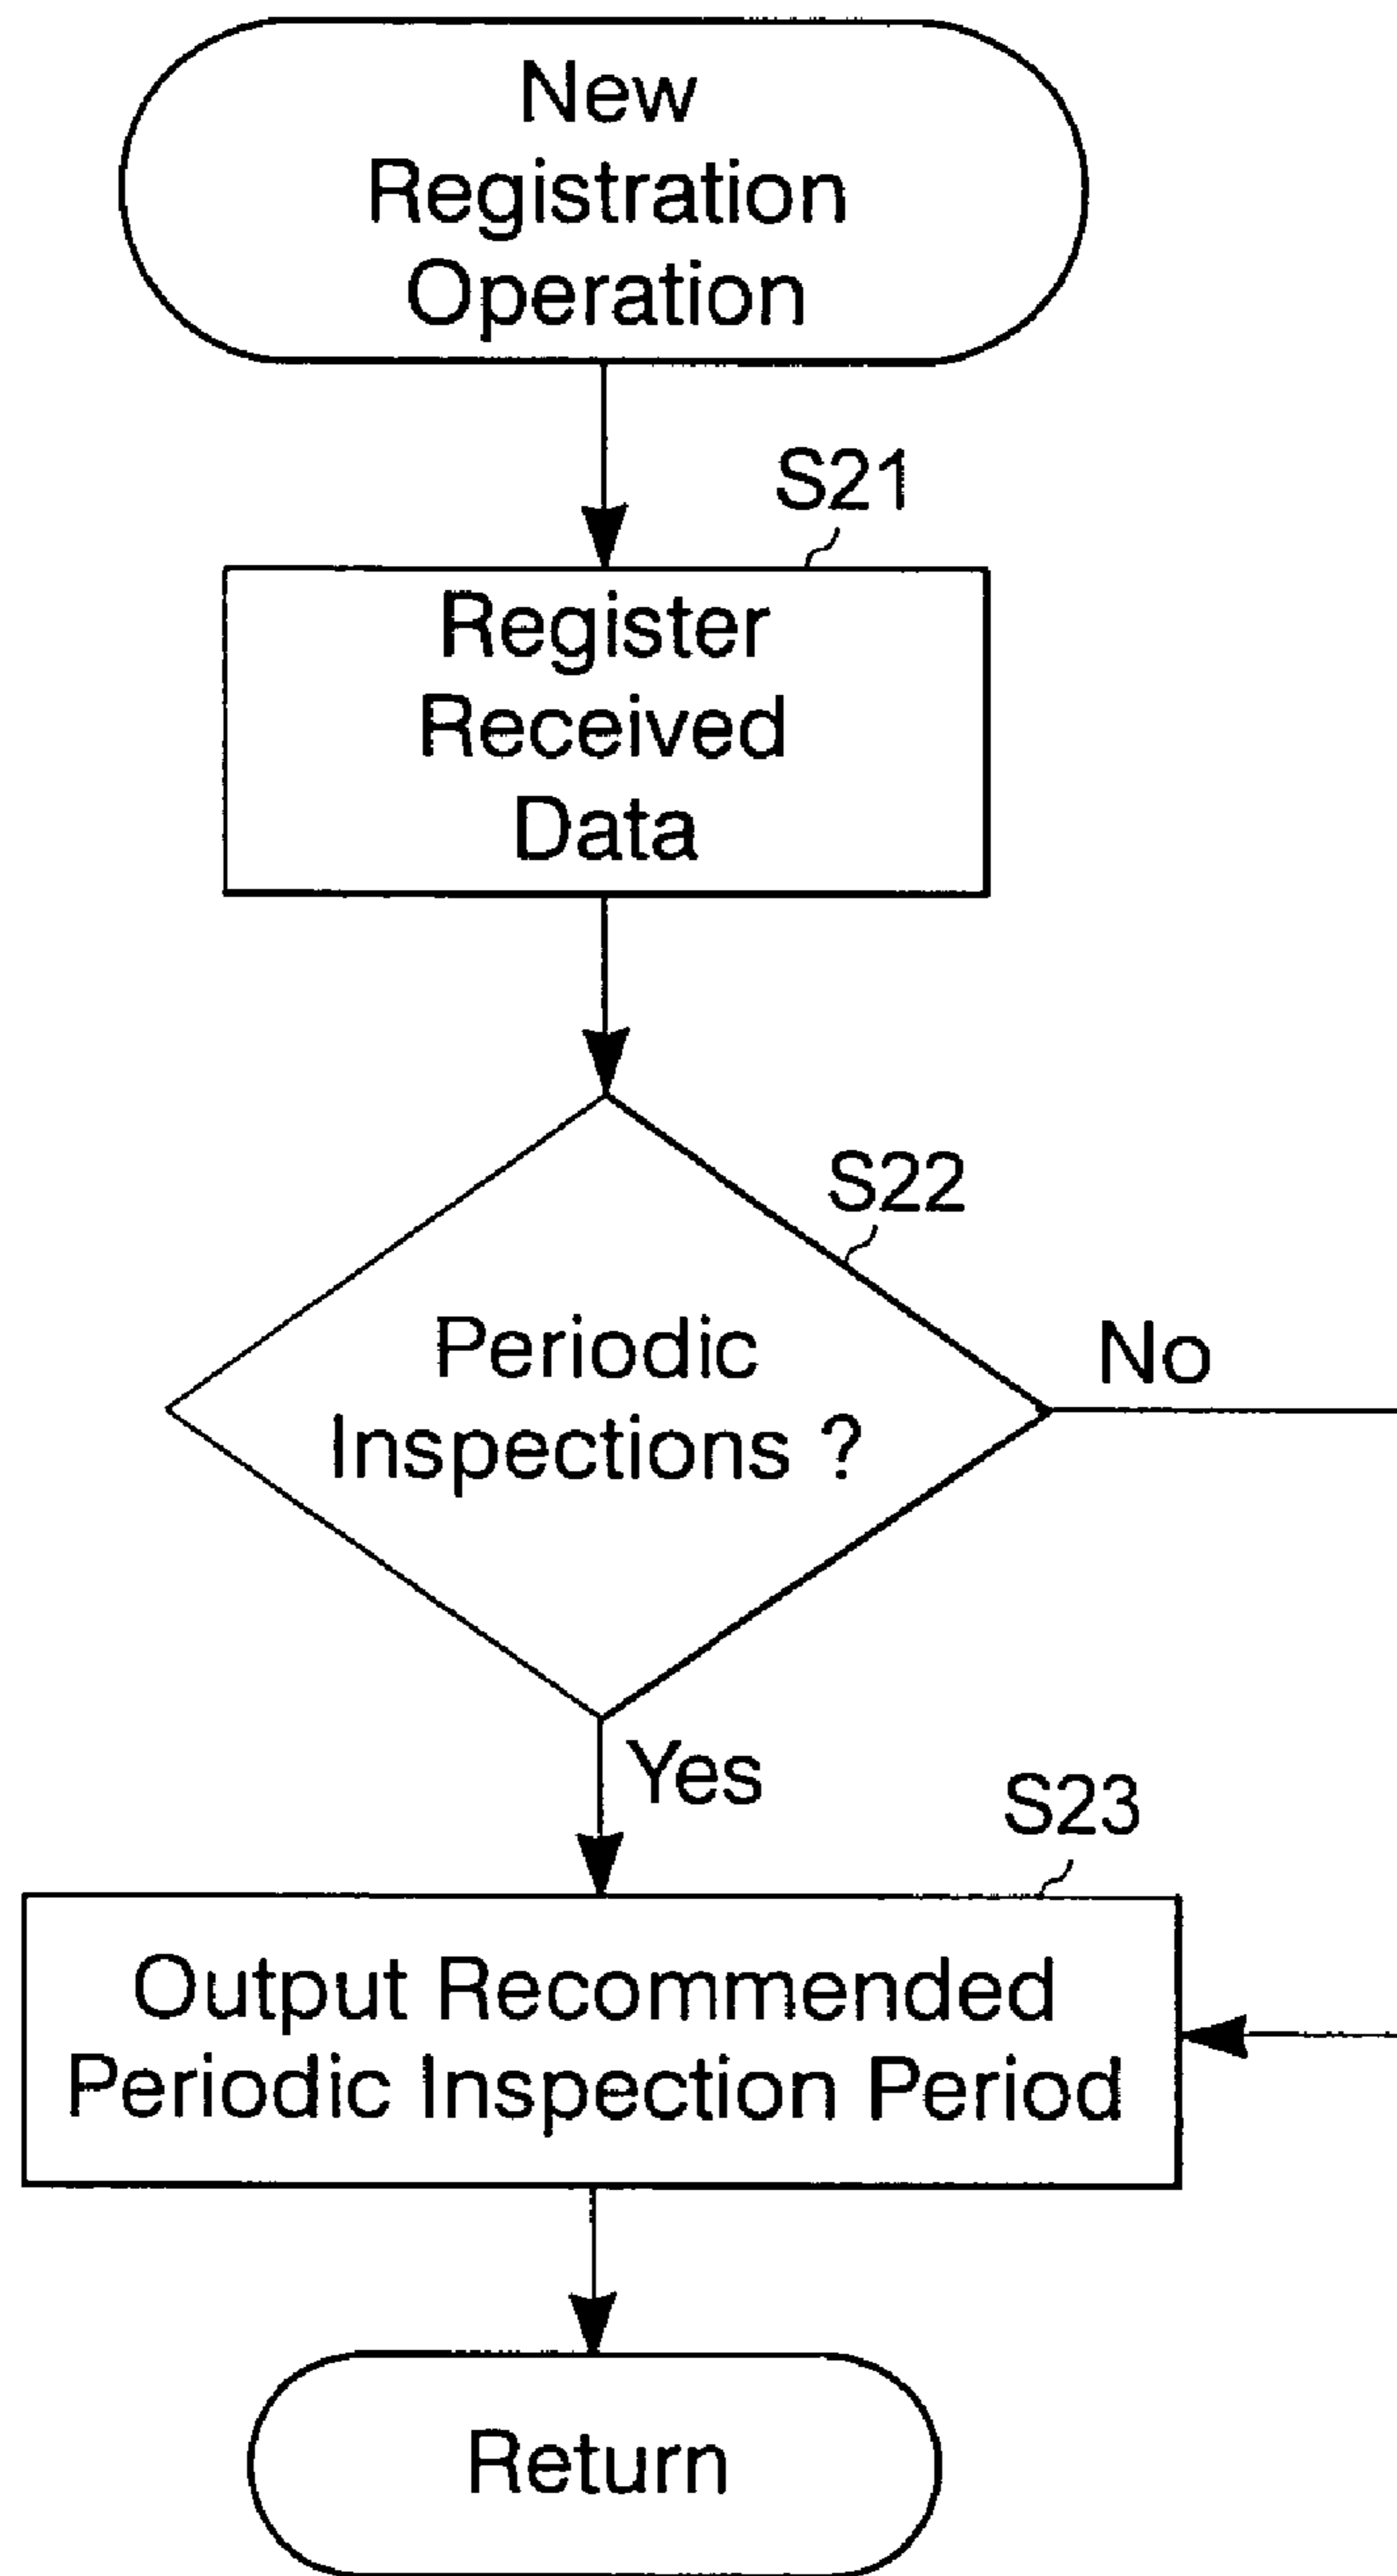 New
Registration
Operation
S21
Register
Received
Data
S22
Periodic
Inspections ?
No
Yes
S23
Output Recommended
Periodic Inspection Period
Return